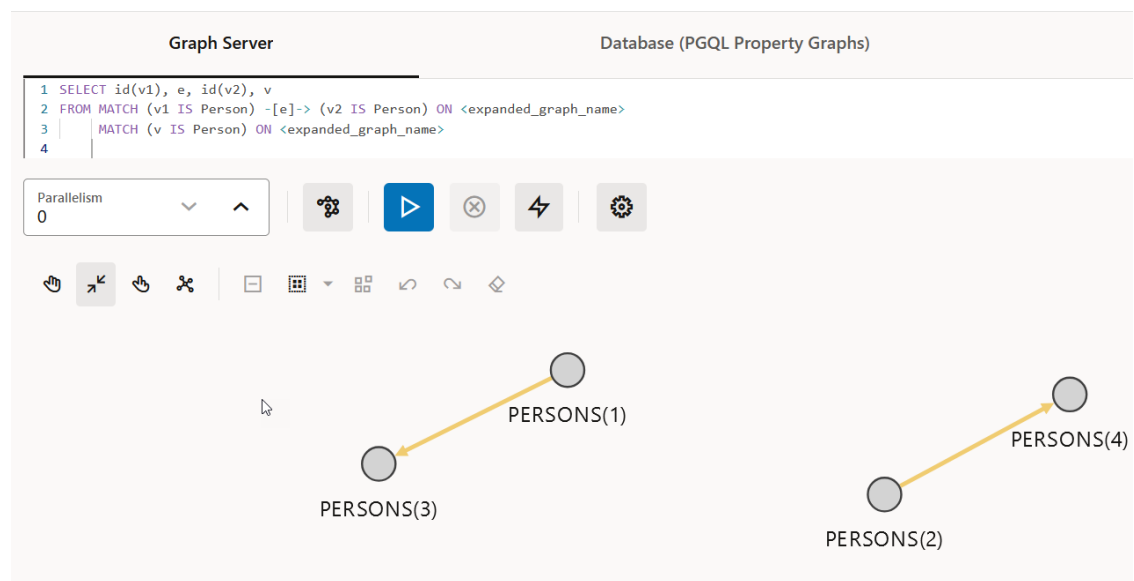 Graph Server Database (PGQL Property Graphs)
1 SELECT id(v1), e, id(v2), v
2 FROM MATCH (v1 IS Person) -[e]-> (v2 IS Person) ON <expanded_graph_name>
3 MATCH (v IS Person) ON <expanded_graph_name>
4
Parallelism
0
PERSONS(1)
PERSONS(4)
PERSONS(3)
PERSONS(2)